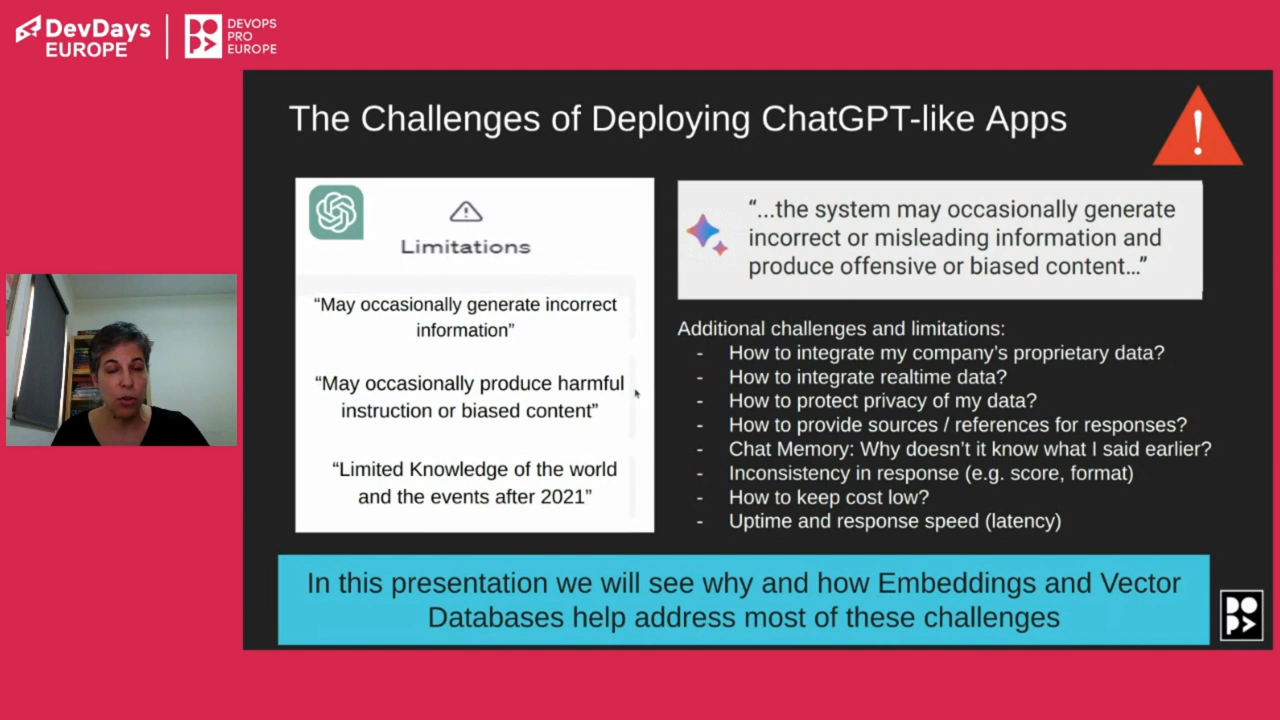 DevDays
EUROPE
DEVOPS
PRO
EUROPE
The Challenges of Deploying ChatGPT-like Apps
Limitations
“May occasionally generate incorrect
information”
“May occasionally produce harmful
instruction or biased content”
“Limited Knowledge of the world
and the events after 2021”
“...the system may occasionally generate
incorrect or misleading information and
produce offensive or biased content…”
Additional challenges and limitations:
- How to integrate my company’s proprietary data?
- How to integrate realtime data?
- How to protect privacy of my data?
- How to provide sources / references for responses?
- Chat Memory: Why doesn’t it know what I said earlier?
- Inconsistency in response (e.g. score, format)
- How to keep cost low?
- Uptime and response speed (latency)
In this presentation we will see why and how Embeddings and Vector
Databases help address most of these challenges